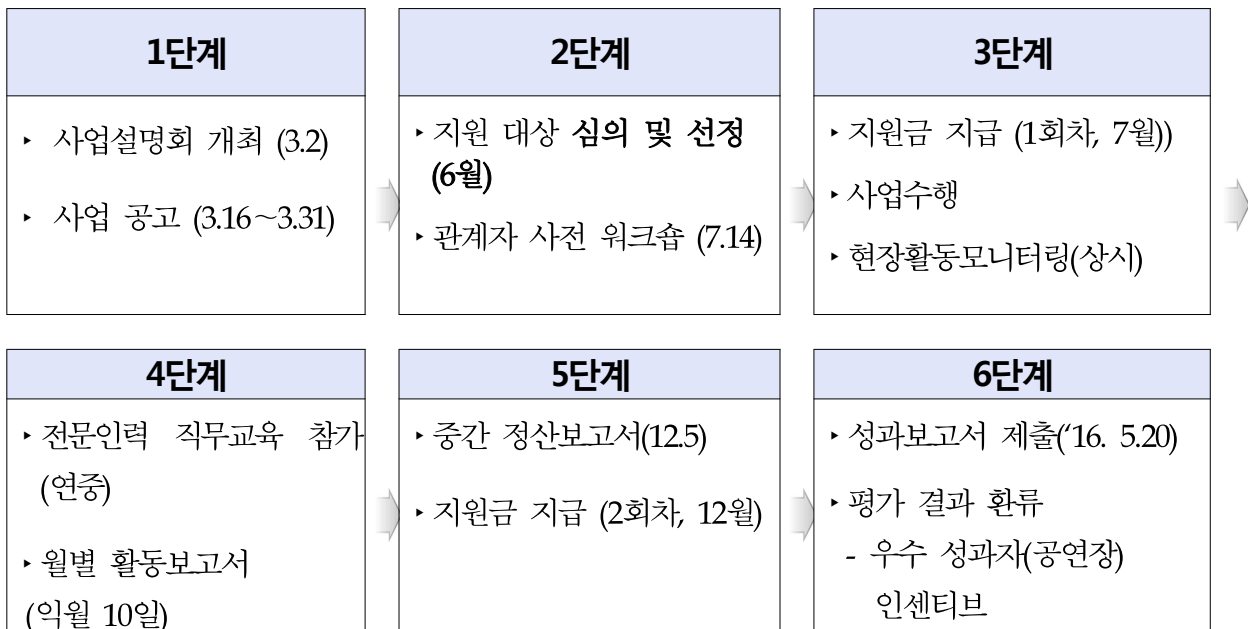 1단계
‣ 사업설명회 개최 (3.2)
‣ 사업 공고 (3.16～3.31)
2단계
‣ 지원 대상 심의 및 선정
(6월)
‣ 관계자 사전 워크숍 (7.14)
3단계
‣ 지원금 지급 (1회차, 7월))
‣ 사업수행
‣ 현장활동모니터링(상시)
4단계
‣ 전문인력 직무교육 참가
(연중)
‣ 월별 활동보고서
(익월 10일)
5단계
‣ 중간 정산보고서(12.5)
‣ 지원금 지급 (2회차, 12월)
6단계
‣ 성과보고서 제출(‘16. 5.20)
‣ 평가 결과 환류
- 우수 성과자(공연장)
인센티브